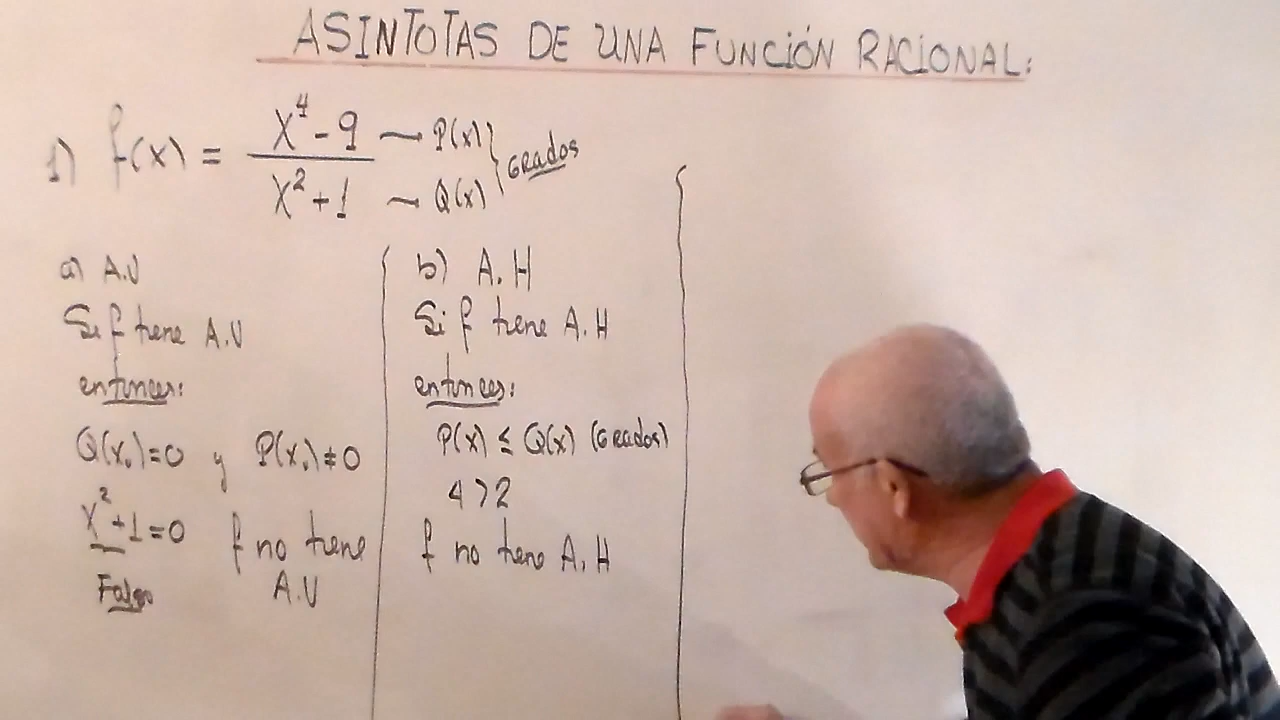 ASINTOTAS DE UNA FUNCIÓN RACIONAL:
1) f(x) = (x⁴-9)/(x²+1) ~ P(x) ~ Q(x) } Grados
a) A.V
Si f tiene A.V
entonces:
Q(x₀)=0 y P(x₀)≠0
x²+1=0 f no tiene
Falso A.V
b) A.H
Si f tiene A.H
entonces:
P(x) ≤ Q(x) (Grados)
4>2
f no tiene A.H